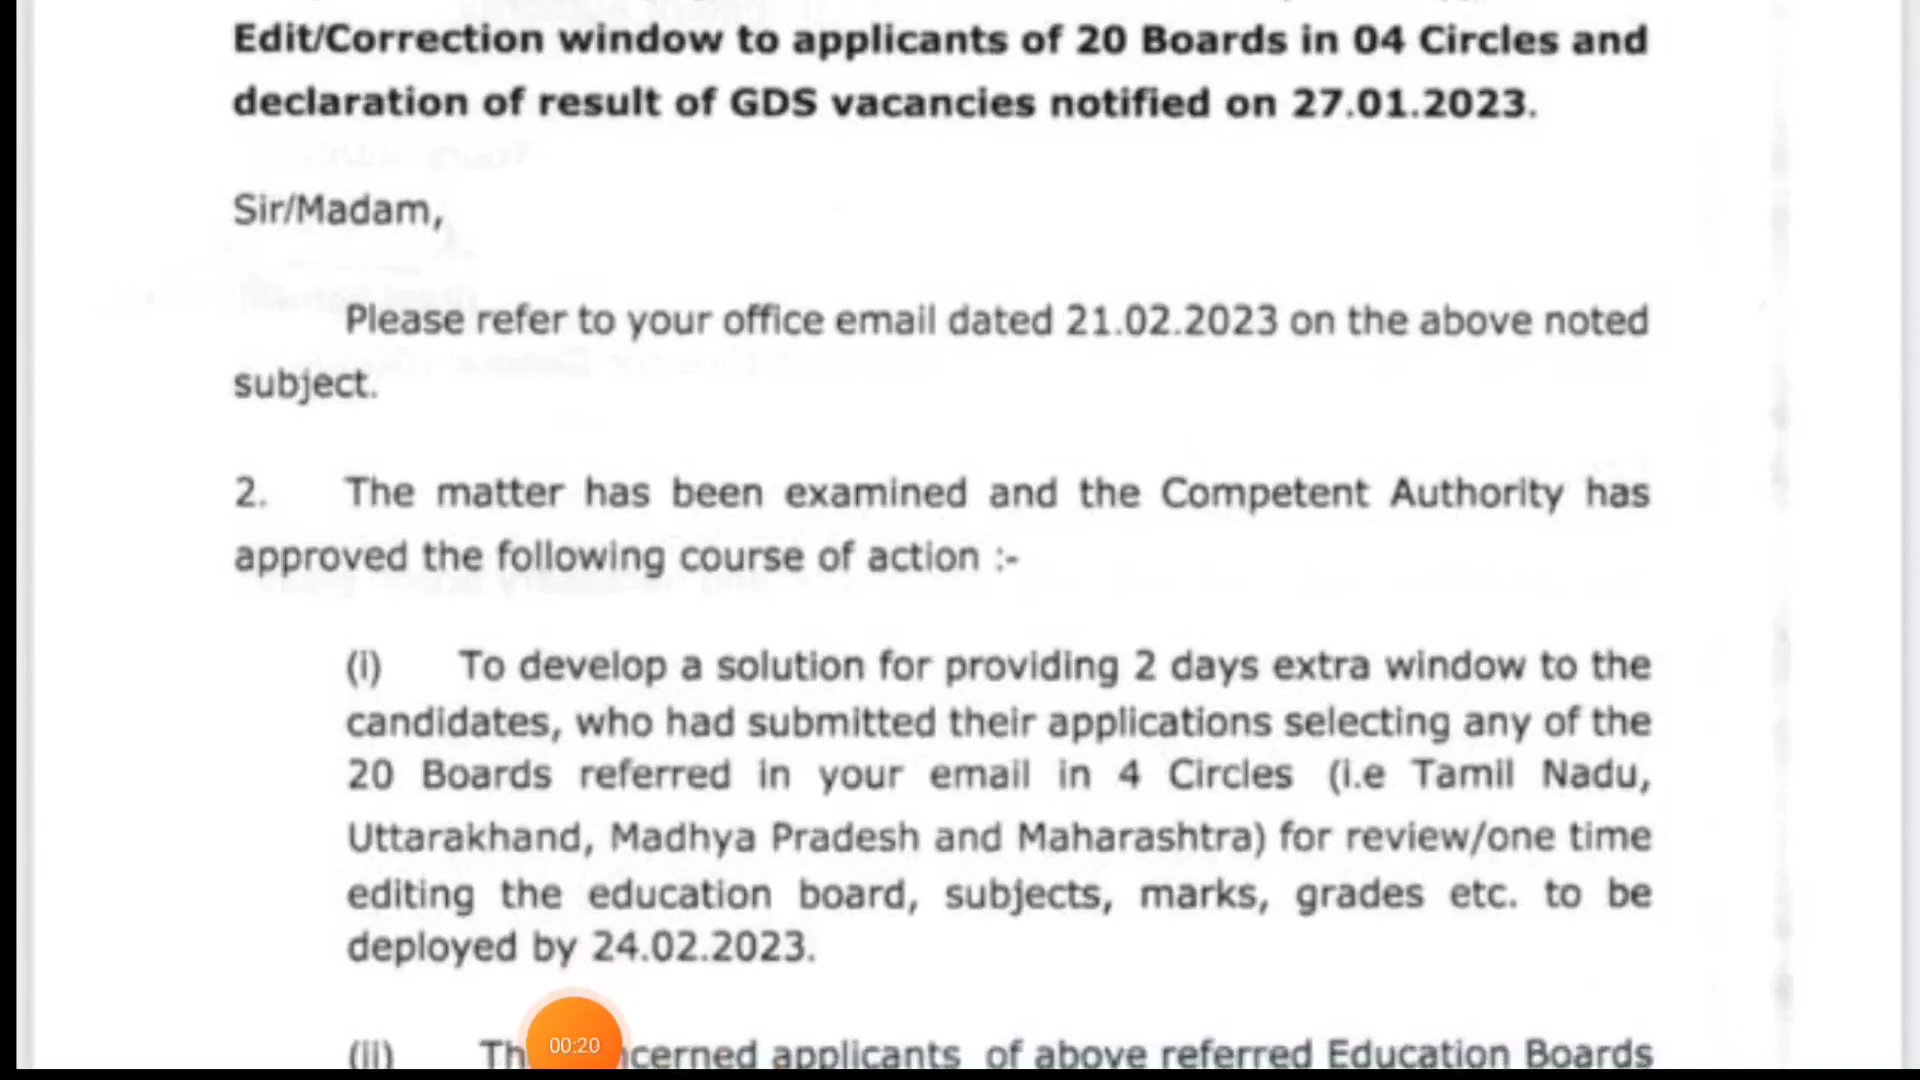 Edit/Correction window to applicants of 20 Boards in 04 Circles and
declaration of result of GDS vacancies notified on 27.01.2023.
Sir/Madam,
Please refer to your office email dated 21.02.2023 on the above noted
subject.
2. The matter has been examined and the Competent Authority has
approved the following course of action :-
(i) To develop a solution for providing 2 days extra window to the
candidates, who had submitted their applications selecting any of the
20 Boards referred in your email in 4 Circles (i.e Tamil Nadu,
Uttarakhand, Madhya Pradesh and Maharashtra) for review/one time
editing the education board, subjects, marks, grades etc. to be
deployed by 24.02.2023.
(ii) applicants of above referred Education Boards
00:20